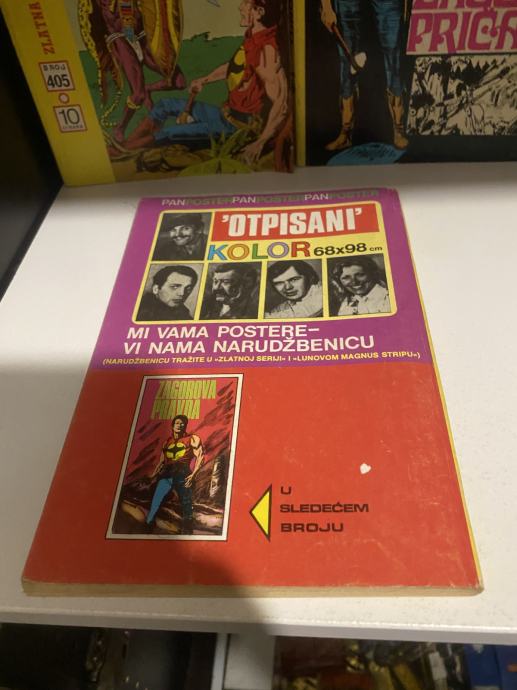 ZLATNA
BROJ
405
10
DINARA
PRIČA
PANPOSTERPANPOSTERPANPOSTER
'OTPISANI'
KOLOR 68x98 cm
MI VAMA POSTERE-
VI NAMA NARUDŽBENICU
(NARUDŽBENICU TRAŽITE U »ZLATNOJ SERIJI« I »LUNOVOM MAGNUS STRIPU«)
ZAGOROVA
PRAVDA
U
SLEDEĆEM
BROJU